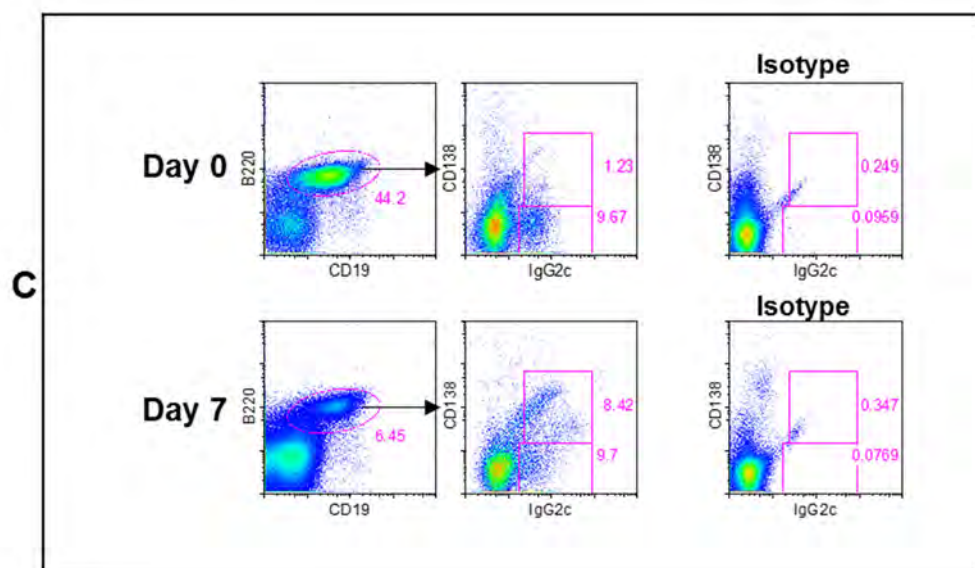 C
Isotype
Day 0
B220
44.2
CD19
CD138
1.23
9.67
IgG2c
CD138
0.249
0.0969
IgG2c
Isotype
Day 7
B220
6.45
CD19
CD138
8.42
9.7
IgG2c
CD138
0.347
0.0769
IgG2c